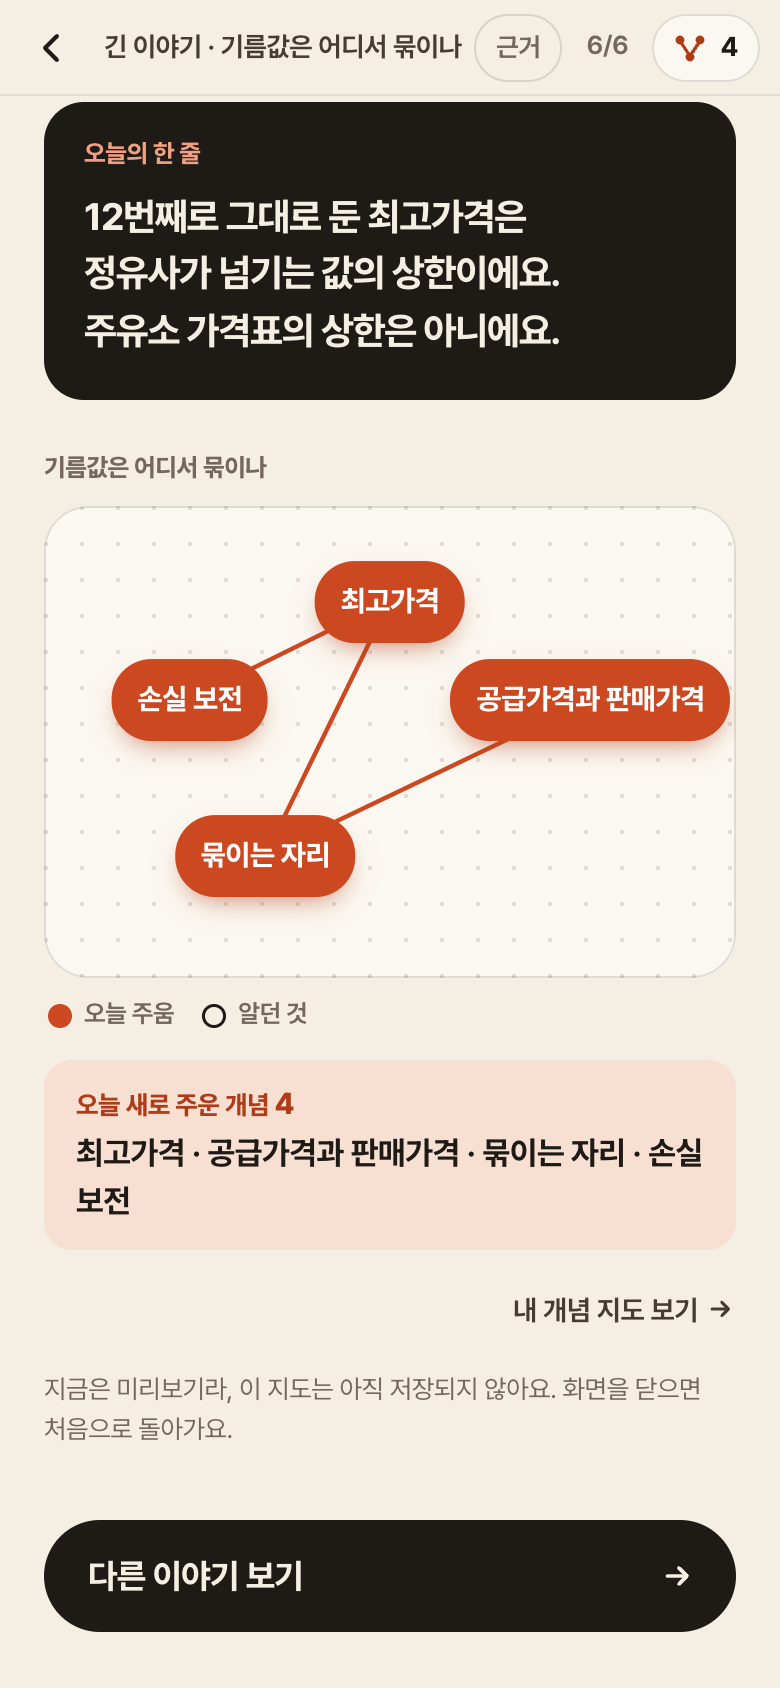 긴 이야기 · 기름값은 어디서 묶이나 근거 6/6 4
오늘의 한 줄
12번째로 그대로 둔 최고가격은
정유사가 넘기는 값의 상한이에요.
주유소 가격표의 상한은 아니에요.
기름값은 어디서 묶이나
최고가격
손실 보전
공급가격과 판매가격
묶이는 자리
오늘 주움 알던 것
오늘 새로 주운 개념 4
최고가격 · 공급가격과 판매가격 · 묶이는 자리 · 손실
보전
내 개념 지도 보기 →
지금은 미리보기라, 이 지도는 아직 저장되지 않아요. 화면을 닫으면
처음으로 돌아가요.
다른 이야기 보기 →